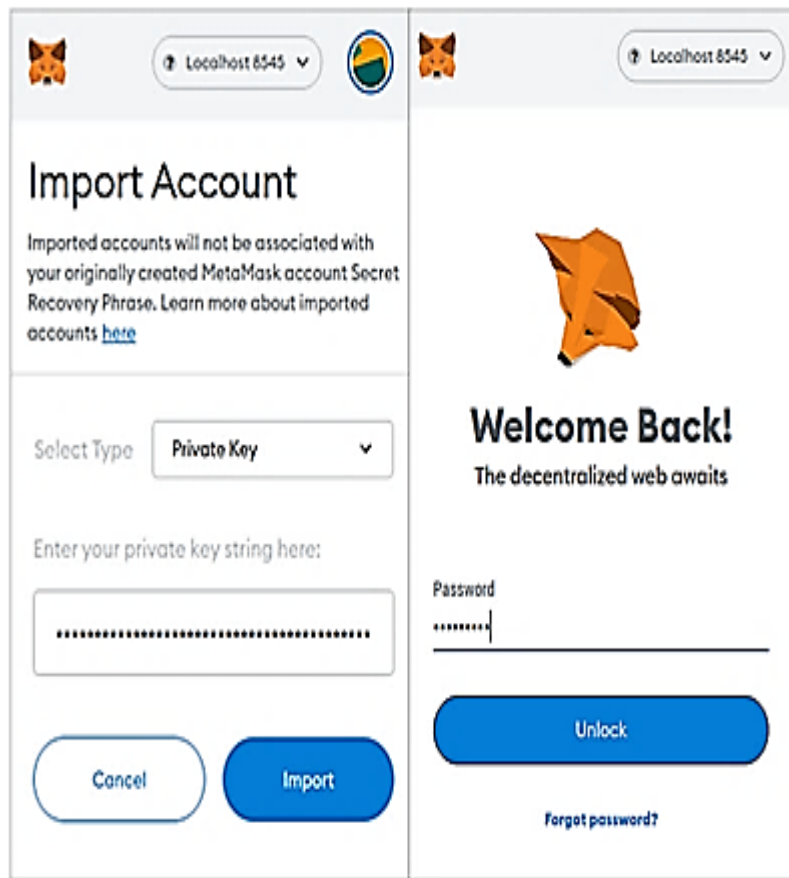 Localhost 8545
Import Account
Imported accounts will not be associated with
your originally created MetaMask account Secret
Recovery Phrase. Learn more about imported
accounts here
Select Type
Private Key
Enter your private key string here:
Cancel
Import
Localhost 8545
Welcome Back!
The decentralized web awaits
Password
Unlock
Forgot password?